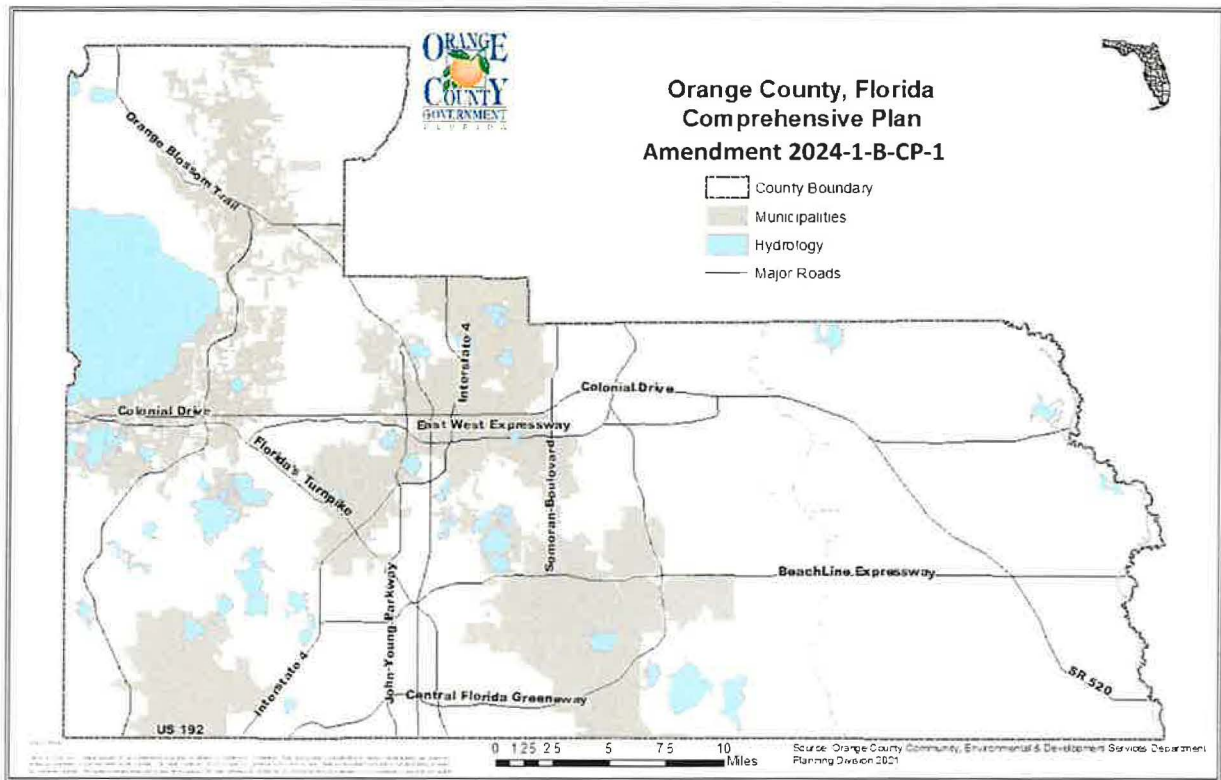 ORANGE
COUNTY
GOVERNMENT
FLORIDA
Orange County, Florida
Comprehensive Plan
Amendment 2024-1-B-CP-1
County Boundary
Municipalities
Hydrology
Major Roads
Orange Blossom Trail
Interstate 4
Colonial Drive
Colonial Drive
East West Expressway
Florida's Turnpike
Semoran Boulevard
BeachLine Expressway
John Young Parkway
Interstate 4
Central Florida Greeneway
SR 520
US 192
0 1.25 2.5 5 7.5 10
Miles
Source: Orange County Community, Environmental & Development Services Department
Planning Division 2021